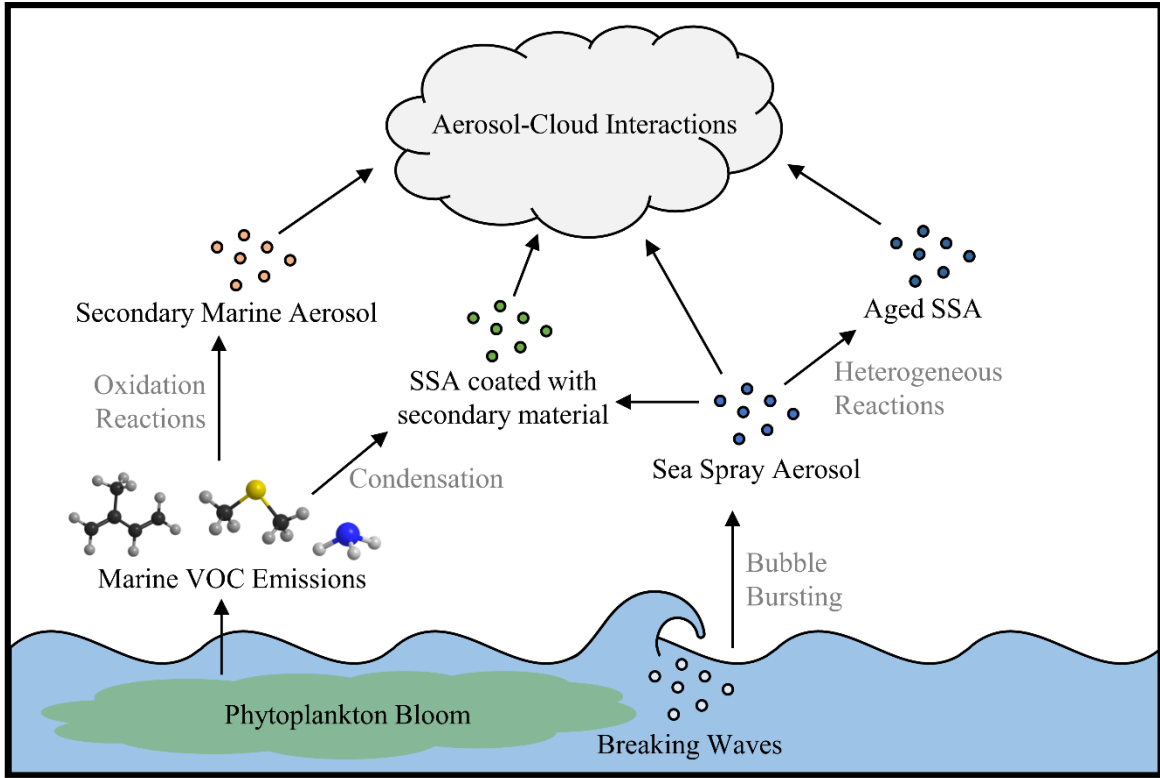 Aerosol-Cloud Interactions
Secondary Marine Aerosol
Aged SSA
Oxidation
Reactions
SSA coated with
secondary material
Heterogeneous
Reactions
Condensation
Sea Spray Aerosol
Marine VOC Emissions
Bubble
Bursting
Phytoplankton Bloom
Breaking Waves